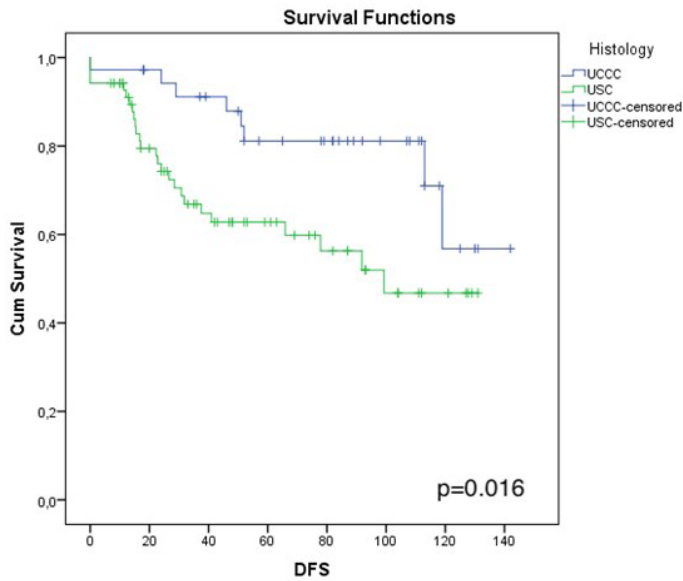 Survival Functions
Histology
UCCC
USC
UCCC-censored
USC-censored
1,0
0,8
0,6
0,4
0,2
0,0
Cum Survival
p=0.016
0 20 40 60 80 100 120 140
DFS